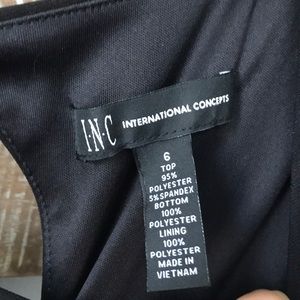 I·N·C INTERNATIONAL CONCEPTS
6
TOP
95%
POLYESTER
5% SPANDEX
BOTTOM
100%
POLYESTER
LINING
100%
POLYESTER
MADE IN
VIETNAM